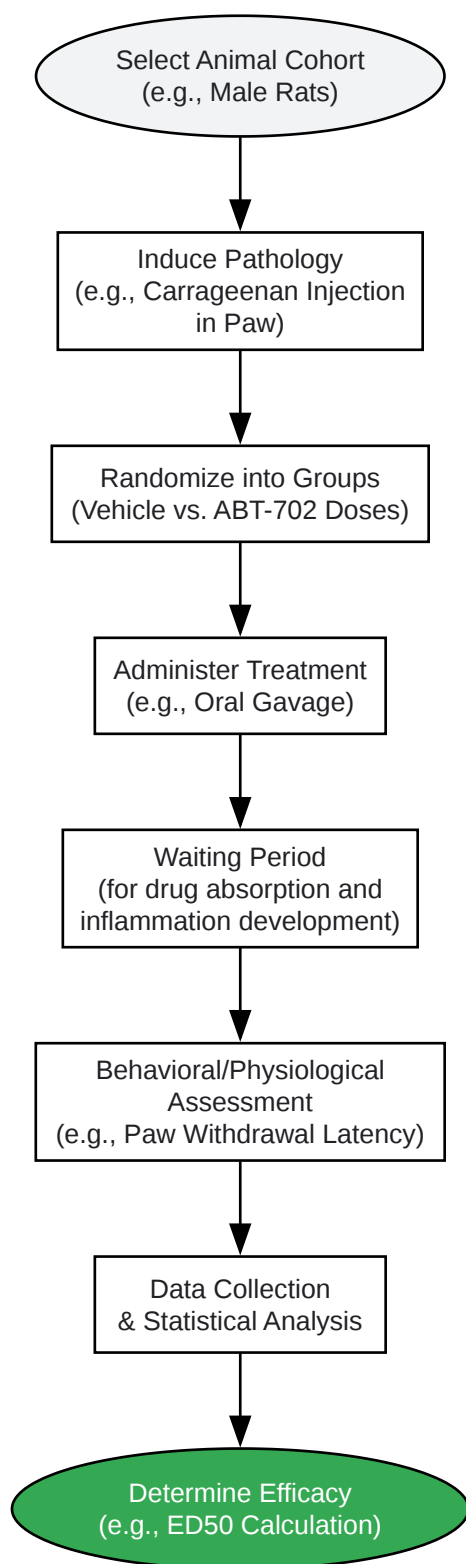 Select Animal Cohort
(e.g., Male Rats)
Induce Pathology
(e.g., Carrageenan Injection
in Paw)
Randomize into Groups
(Vehicle vs. ABT-702 Doses)
Administer Treatment
(e.g., Oral Gavage)
Waiting Period
(for drug absorption and
inflammation development)
Behavioral/Physiological
Assessment
(e.g., Paw Withdrawal Latency)
Data Collection
& Statistical Analysis
Determine Efficacy
(e.g., ED50 Calculation)